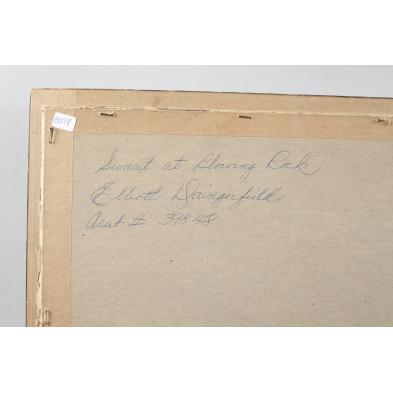 Sunset at Blowing Rock
Elliott Daingerfield
Acct # 39848